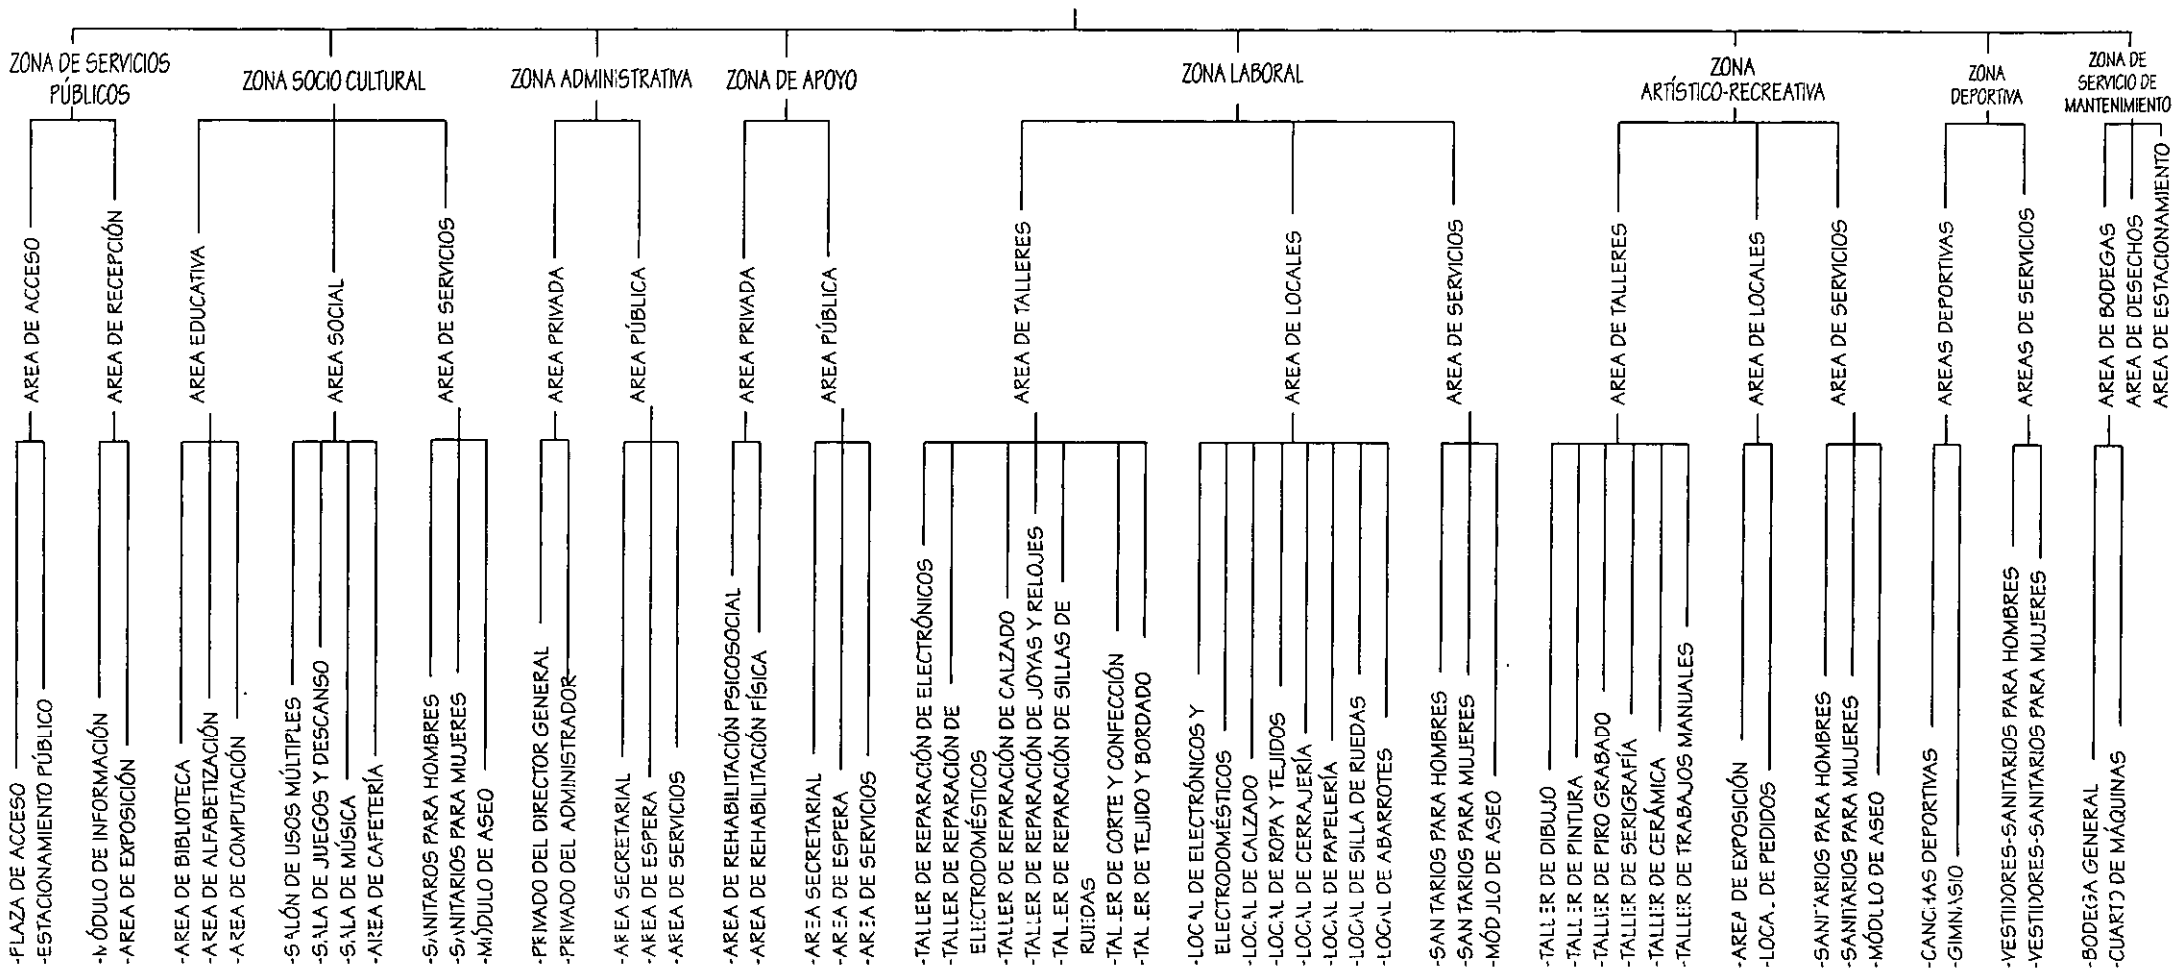 ZONA DE SERVICIOS
PÚBLICOS
ZONA SOCIO CULTURAL
ZONA ADMINISTRATIVA
ZONA DE APOYO
ZONA LABORAL
ZONA
ARTÍSTICO-RECREATIVA
ZONA
DEPORTIVA
ZONA DE
SERVICIO DE
MANTENIMIENTO
AREA DE ACCESO
AREA DE RECEPCIÓN
AREA EDUCATIVA
AREA SOCIAL
AREA DE SERVICIOS
AREA PRIVADA
AREA PÚBLICA
AREA PRIVADA
AREA PÚBLICA
AREA DE TALLERES
AREA DE LOCALES
AREA DE SERVICIOS
AREA DE TALLERES
AREA DE LOCALES
AREA DE SERVICIOS
AREAS DEPORTIVAS
AREAS DE SERVICIOS
AREA DE BODEGAS
AREA DE DESECHOS
AREA DE ESTACIONAMIENTO
-PLAZA DE ACCESO
-ESTACIONAMIENTO PÚBLICO
-MÓDULO DE INFORMACIÓN
-AREA DE EXPOSICIÓN
-AREA DE BIBLIOTECA
-AREA DE ALFABETIZACIÓN
-AREA DE COMPUTACIÓN
-SALÓN DE USOS MÚLTIPLES
-SALA DE JUEGOS Y DESCANSO
-SALA DE MÚSICA
-AREA DE CAFETERÍA
-SANITAROS PARA HOMBRES
-SANITARIOS PARA MUJERES
-MÓDULO DE ASEO
-PRIVADO DEL DIRECTOR GENERAL
-PRIVADO DEL ADMINISTRADOR
-AREA SECRETARIAL
-AREA DE ESPERA
-AREA DE SERVICIOS
-AREA DE REHABILITACIÓN PSICOSOCIAL
-AREA DE REHABILITACIÓN FÍSICA
-AREA SECRETARIAL
-AREA DE ESPERA
-AREA DE SERVICIOS
-TALLER DE REPARACIÓN DE ELECTRÓNICOS
-TALLER DE REPARACIÓN DE
ELECTRODOMÉSTICOS
-TALLER DE REPARACIÓN DE CALZADO
-TALLER DE REPARACIÓN DE JOYAS Y RELOJES
-TALLER DE REPARACIÓN DE SILLAS DE
RUEDAS
-TALLER DE CORTE Y CONFECCIÓN
-TALLER DE TEJIDO Y BORDADO
-LOCAL DE ELECTRÓNICOS Y
ELECTRODOMÉSTICOS
-LOCAL DE CALZADO
-LOCAL DE ROPA Y TEJIDOS
-LOCAL DE CERRAJERÍA
-LOCAL DE PAPELERÍA
-LOCAL DE SILLA DE RUEDAS
-LOCAL DE ABARROTES
-SANITARIOS PARA HOMBRES
-SANITARIOS PARA MUJERES
-MÓDULO DE ASEO
-TALLER DE DIBUJO
-TALLER DE PINTURA
-TALLER DE PIRO GRABADO
-TALLER DE SERIGRAFÍA
-TALLER DE CERÁMICA
-TALLER DE TRABAJOS MANUALES
-AREA DE EXPOSICIÓN
-LOCAL DE PEDIDOS
-SANITARIOS PARA HOMBRES
-SANITARIOS PARA MUJERES
-MÓDULO DE ASEO
-CANCHAS DEPORTIVAS
-GIMNASIO
-VESTIDORES-SANITARIOS PARA HOMBRES
-VESTIDORES-SANITARIOS PARA MUJERES
-BODEGA GENERAL
-CUARTO DE MÁQUINAS